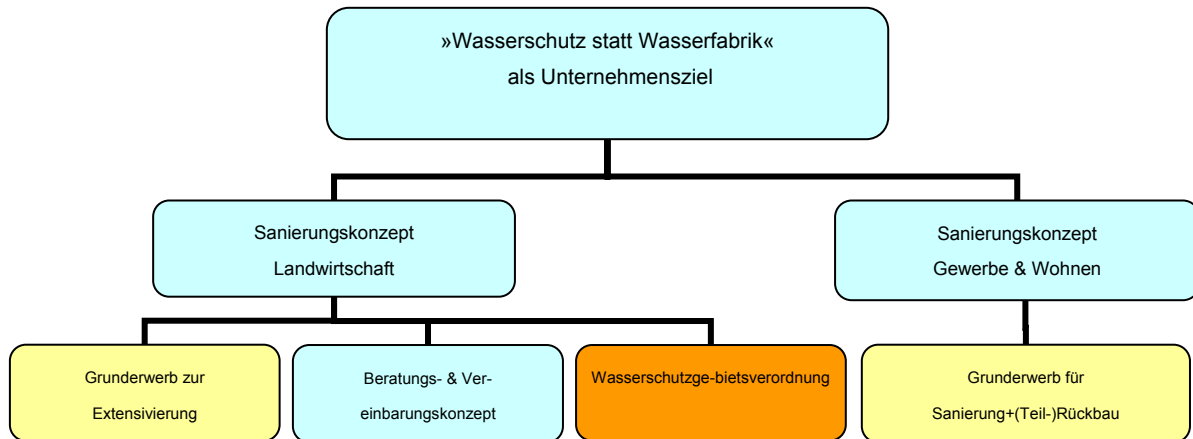 »Wasserschutz statt Wasserfabrik«
als Unternehmensziel
Sanierungskonzept
Landwirtschaft
Sanierungskonzept
Gewerbe & Wohnen
Grunderwerb zur
Extensivierung
Beratungs- & Ver-
einbarungskonzept
Wasserschutzge-bietsverordnung
Grunderwerb für
Sanierung+(Teil-)Rückbau